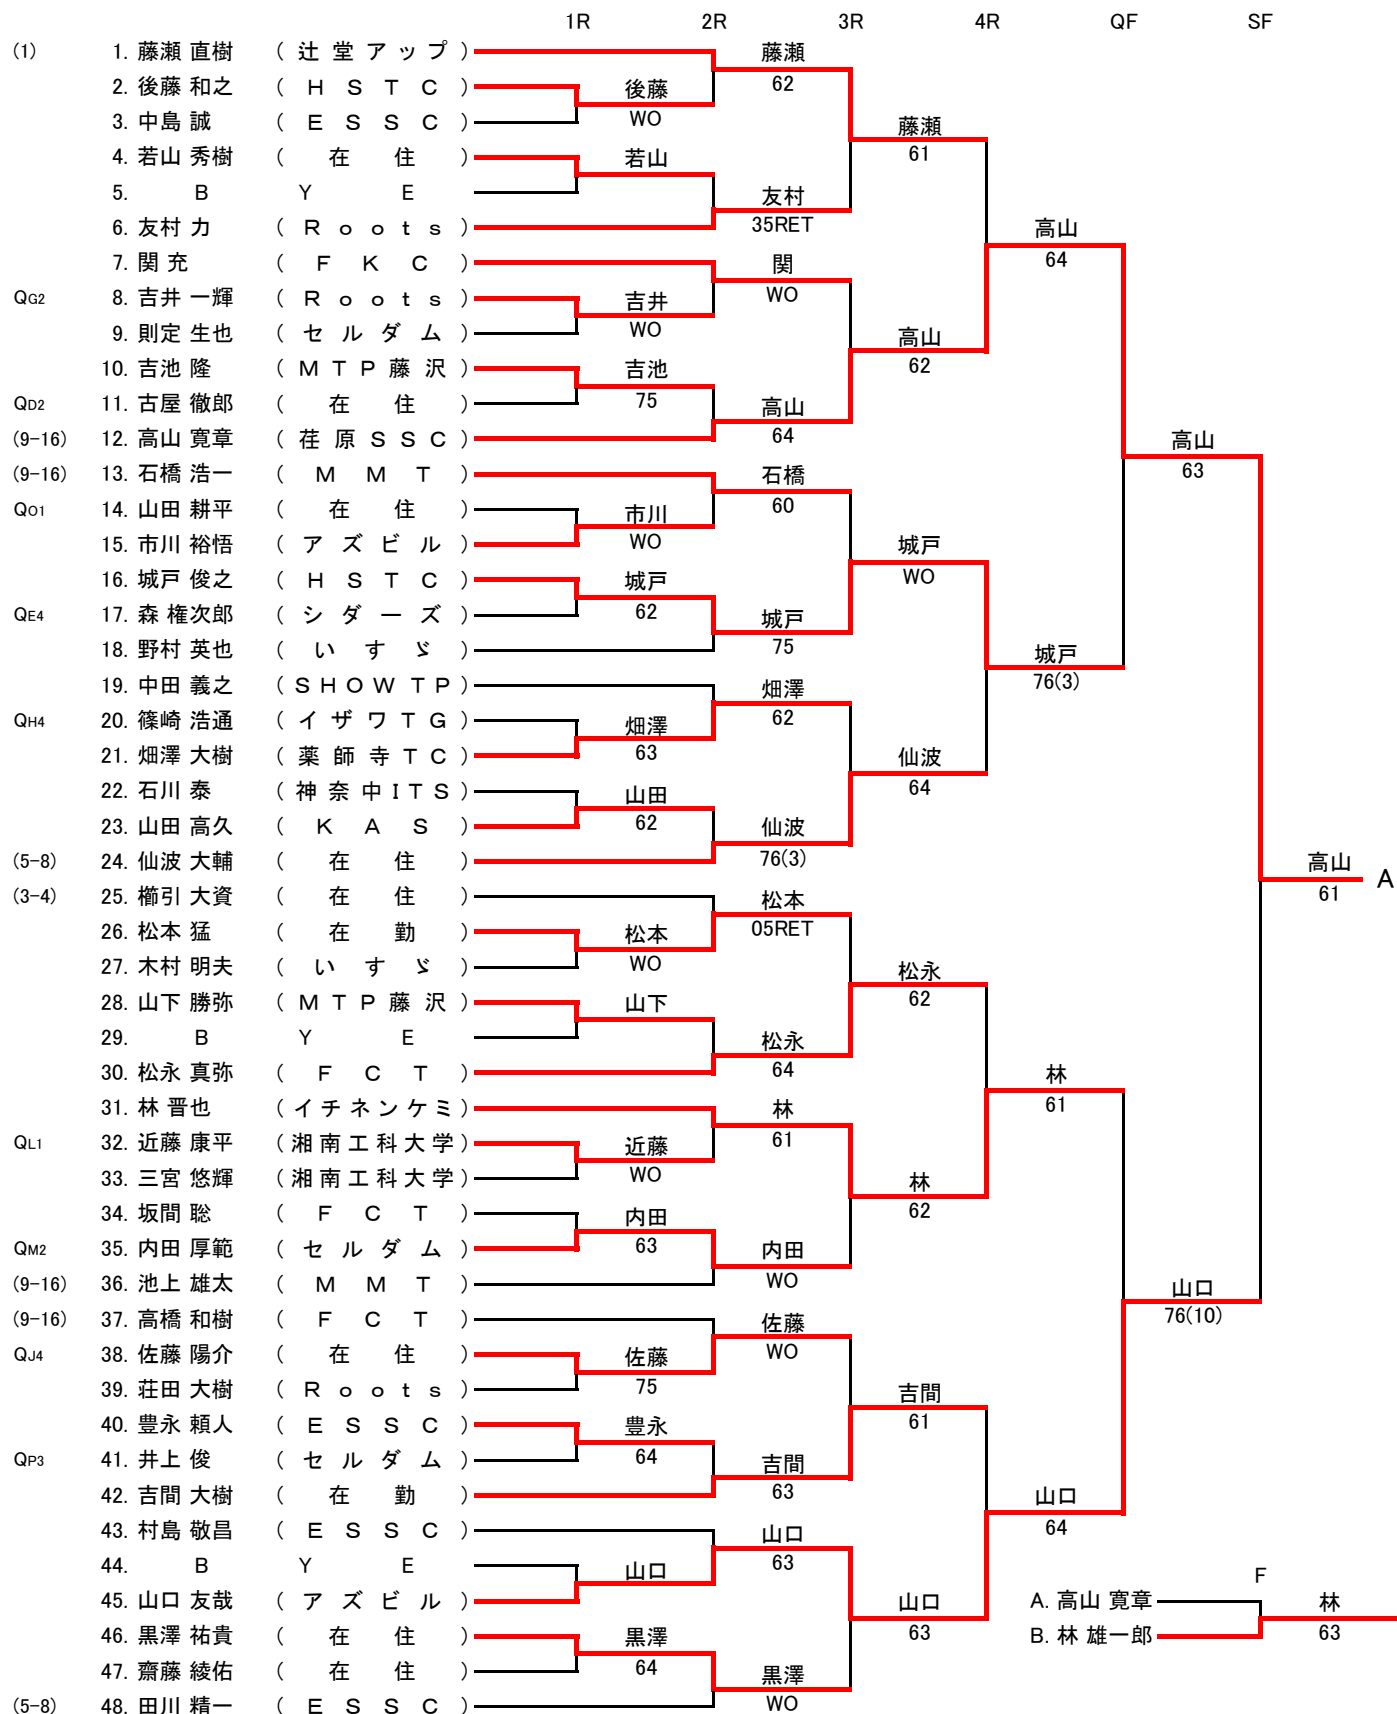 1R 2R 3R 4R QF SF
(1) 1. 藤瀬 直樹 ( 辻 堂 ア ッ プ ) 藤瀬
2. 後藤 和之 ( H S T C ) 後藤 62
3. 中島 誠 ( E S S C ) WO 藤瀬
4. 若山 秀樹 ( 在 住 ) 若山 61
5. B Y E 友村
6. 友村 力 ( R o o t s ) 35RET 高山
7. 関 充 ( F K C ) 関 64
QG2 8. 吉井 一輝 ( R o o t s ) 吉井 WO
9. 則定 生也 ( セ ル ダ ム ) WO 高山
10. 吉池 隆 ( M T P 藤 沢 ) 吉池 62
QD2 11. 古屋 徹郎 ( 在 住 ) 75 高山
(9-16) 12. 高山 寛章 ( 荏 原 S S C ) 64 高山
(9-16) 13. 石橋 浩一 ( M M T ) 石橋 63
QO1 14. 山田 耕平 ( 在 住 ) 市川 60
15. 市川 裕悟 ( ア ズ ビ ル ) WO 城戸
16. 城戸 俊之 ( H S T C ) 城戸 WO
QE4 17. 森 権次郎 ( シ ダ ー ズ ) 62 城戸
18. 野村 英也 ( い す ゞ ) 75 城戸
19. 中田 義之 ( S H O W T P ) 畑澤 76(3)
QH4 20. 篠崎 浩通 ( イ ザ ワ T G ) 畑澤 62
21. 畑澤 大樹 ( 薬 師 寺 T C ) 63 仙波
22. 石川 泰 ( 神 奈 中 I T S ) 山田 64
23. 山田 高久 ( K A S ) 62 仙波
(5-8) 24. 仙波 大輔 ( 在 住 ) 76(3) 高山 A
(3-4) 25. 櫛引 大資 ( 在 住 ) 松本 61
26. 松本 猛 ( 在 勤 ) 松本 05RET
27. 木村 明夫 ( い す ゞ ) WO 松永
28. 山下 勝弥 ( M T P 藤 沢 ) 山下 62
29. B Y E 松永
30. 松永 真弥 ( F C T ) 64 林
31. 林 晋也 ( イ チ ネ ン ケ ミ ) 林 61
QL1 32. 近藤 康平 ( 湘 南 工 科 大 学 ) 近藤 61
33. 三宮 悠輝 ( 湘 南 工 科 大 学 ) WO 林
34. 坂間 聡 ( F C T ) 内田 62
QM2 35. 内田 厚範 ( セ ル ダ ム ) 63 内田
(9-16) 36. 池上 雄太 ( M M T ) WO 山口
(9-16) 37. 高橋 和樹 ( F C T ) 佐藤 76(10)
QJ4 38. 佐藤 陽介 ( 在 住 ) 佐藤 WO
39. 荘田 大樹 ( R o o t s ) 75 吉間
40. 豊永 頼人 ( E S S C ) 豊永 61
QP3 41. 井上 俊 ( セ ル ダ ム ) 64 吉間
42. 吉間 大樹 ( 在 勤 ) 63 山口
43. 村島 敬昌 ( E S S C ) 山口 64
44. B Y E 山口 63 F
45. 山口 友哉 ( ア ズ ビ ル ) 山口 A. 高山 寛章 林
46. 黒澤 祐貴 ( 在 住 ) 黒澤 63 B. 林 雄一郎 63
47. 齋藤 綾佑 ( 在 住 ) 64 黒澤
(5-8) 48. 田川 精一 ( E S S C ) WO